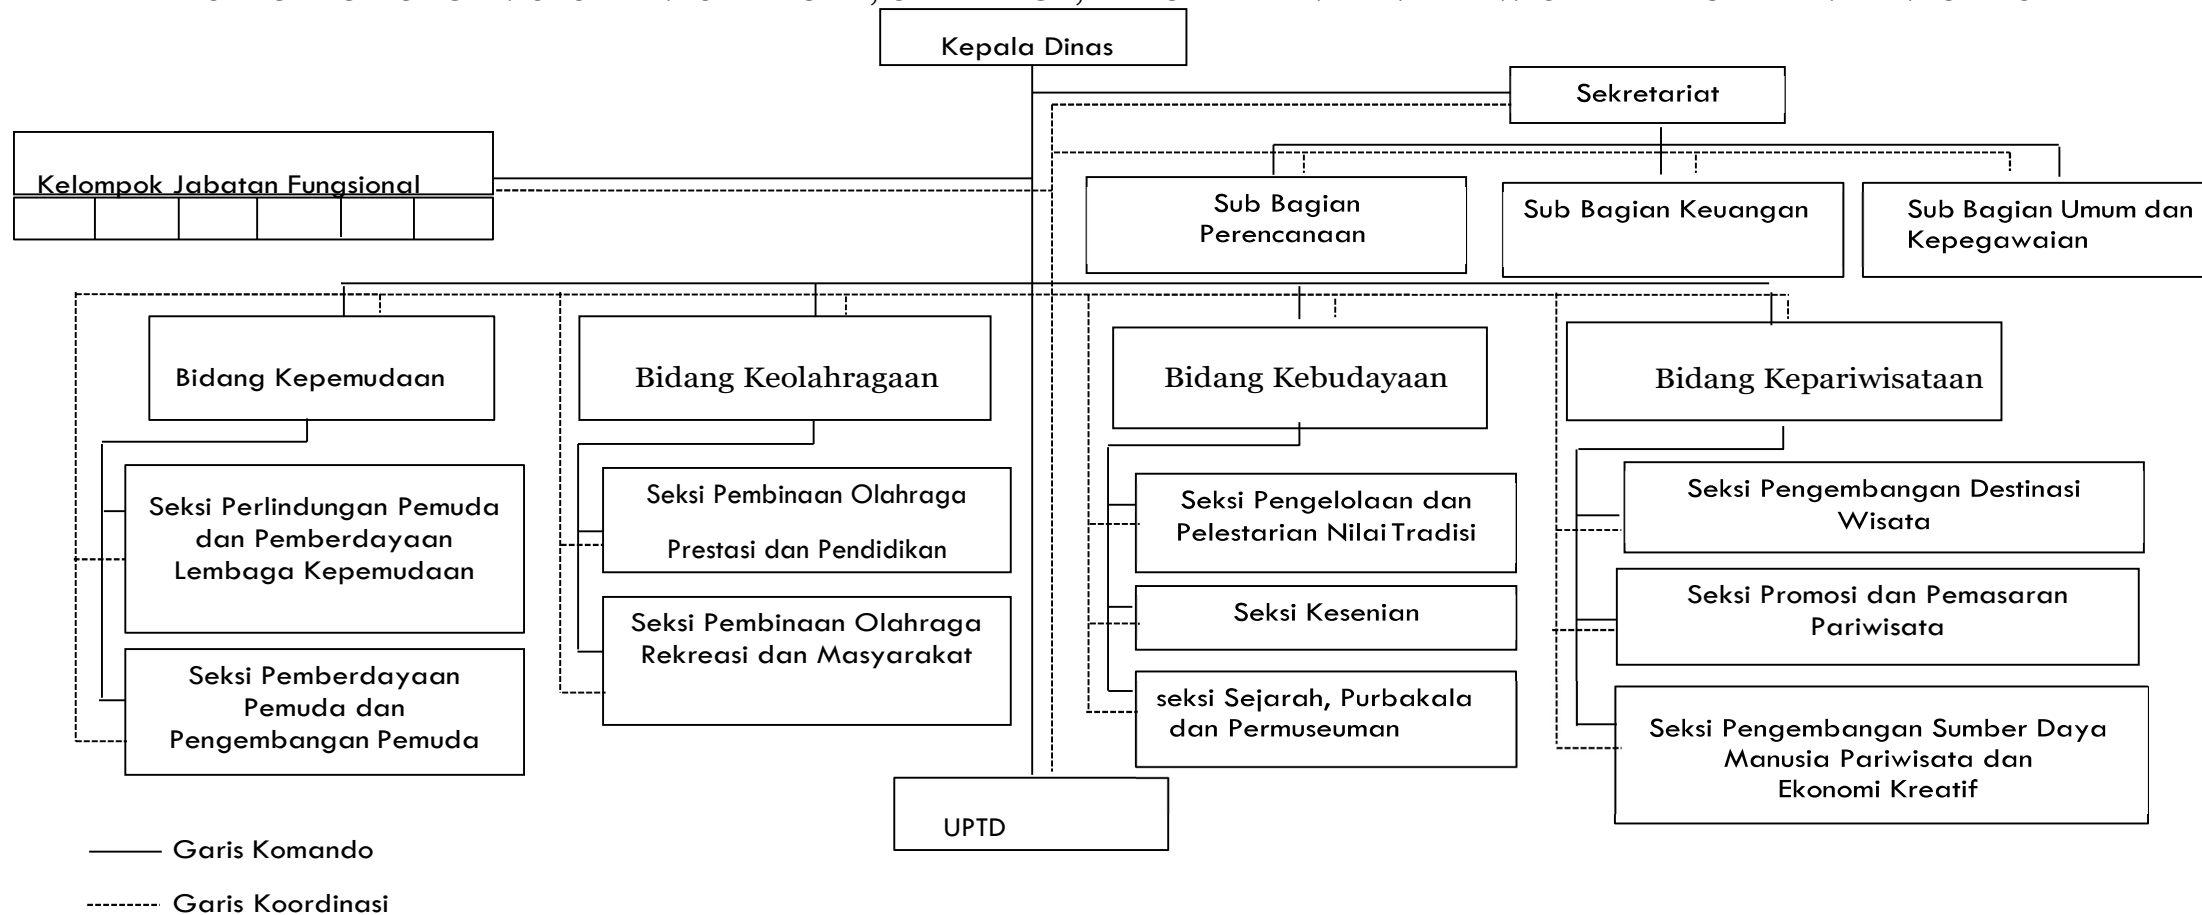 Kepala Dinas
Sekretariat
Kelompok Jabatan Fungsional
Sub Bagian
Perencanaan
Sub Bagian Keuangan
Sub Bagian Umum dan
Kepegawaian
Bidang Kepemudaan
Bidang Keolahragaan
Bidang Kebudayaan
Bidang Kepariwisataan
Seksi Perlindungan Pemuda
dan Pemberdayaan
Lembaga Kepemudaan
Seksi Pemberdayaan
Pemuda dan
Pengembangan Pemuda
Seksi Pembinaan Olahraga
Prestasi dan Pendidikan
Seksi Pembinaan Olahraga
Rekreasi dan Masyarakat
Seksi Pengelolaan dan
Pelestarian Nilai Tradisi
Seksi Kesenian
seksi Sejarah, Purbakala
dan Permuseuman
Seksi Pengembangan Destinasi
Wisata
Seksi Promosi dan Pemasaran
Pariwisata
Seksi Pengembangan Sumber Daya
Manusia Pariwisata dan
Ekonomi Kreatif
UPTD
Garis Komando
Garis Koordinasi